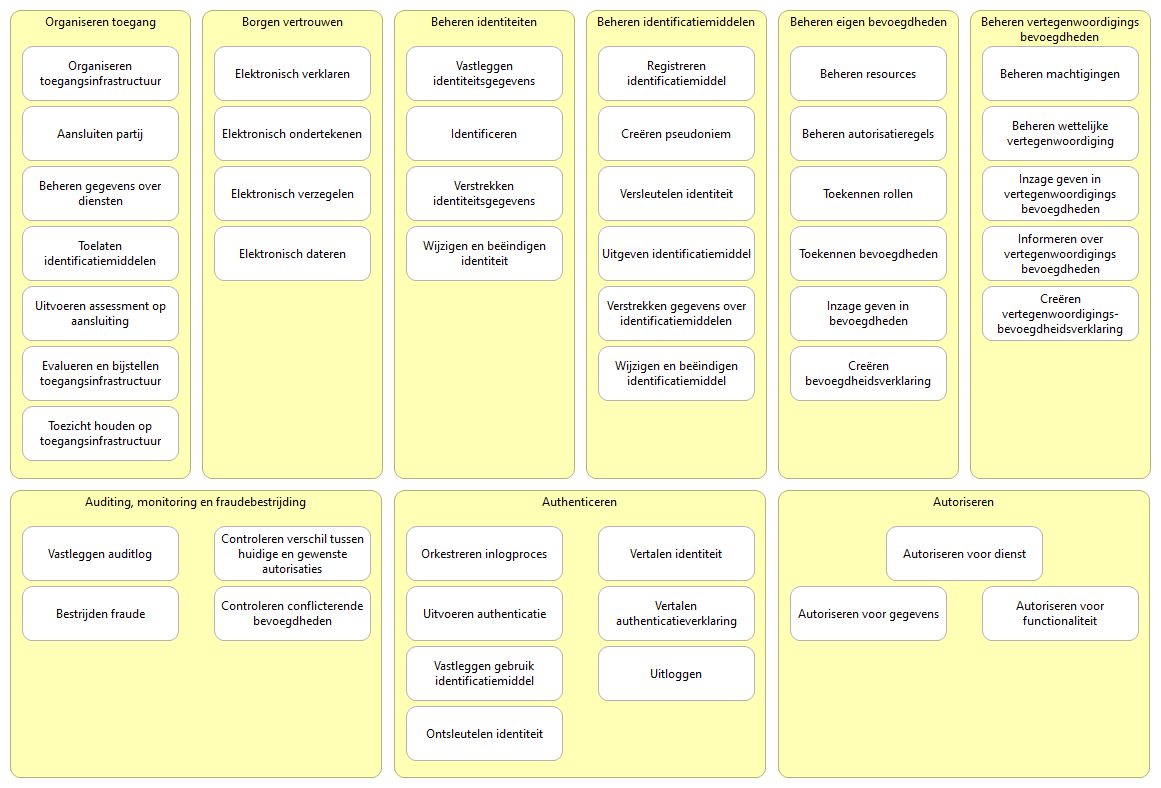 Organiseren toegang
Organiseren
toegangsinfrastructuur
Aansluiten partij
Beheren gegevens over
diensten
Toelaten
identificatiemiddelen
Uitvoeren assessment op
aansluiting
Evalueren en bijstellen
toegangsinfrastructuur
Toezicht houden op
toegangsinfrastructuur
Borgen vertrouwen
Elektronisch verklaren
Elektronisch ondertekenen
Elektronisch verzegelen
Elektronisch dateren
Beheren identiteiten
Vastleggen
identiteitsgegevens
Identificeren
Verstrekken
identiteitsgegevens
Wijzigen en beëindigen
identiteit
Beheren identificatiemiddelen
Registreren
identificatiemiddel
Creëren pseudoniem
Versleutelen identiteit
Uitgeven identificatiemiddel
Verstrekken gegevens over
identificatiemiddelen
Wijzigen en beëindigen
identificatiemiddel
Beheren eigen bevoegdheden
Beheren resources
Beheren autorisatieregels
Toekennen rollen
Toekennen bevoegdheden
Inzage geven in
bevoegdheden
Creëren
bevoegdheidsverklaring
Beheren vertegenwoordigings
bevoegdheden
Beheren machtigingen
Beheren wettelijke
vertegenwoordiging
Inzage geven in
vertegenwoordigings
bevoegdheden
Informeren over
vertegenwoordigings
bevoegdheden
Creëren
vertegenwoordigings-
bevoegdheidsverklaring
Auditing, monitoring en fraudebestrijding
Vastleggen auditlog
Bestrijden fraude
Controleren verschil tussen
huidige en gewenste
autorisaties
Controleren conflicterende
bevoegdheden
Authenticeren
Orkestreren inlogproces
Uitvoeren authenticatie
Vastleggen gebruik
identificatiemiddel
Ontsleutelen identiteit
Vertalen identiteit
Vertalen
authenticatieverklaring
Uitloggen
Autoriseren
Autoriseren voor dienst
Autoriseren voor gegevens
Autoriseren voor
functionaliteit